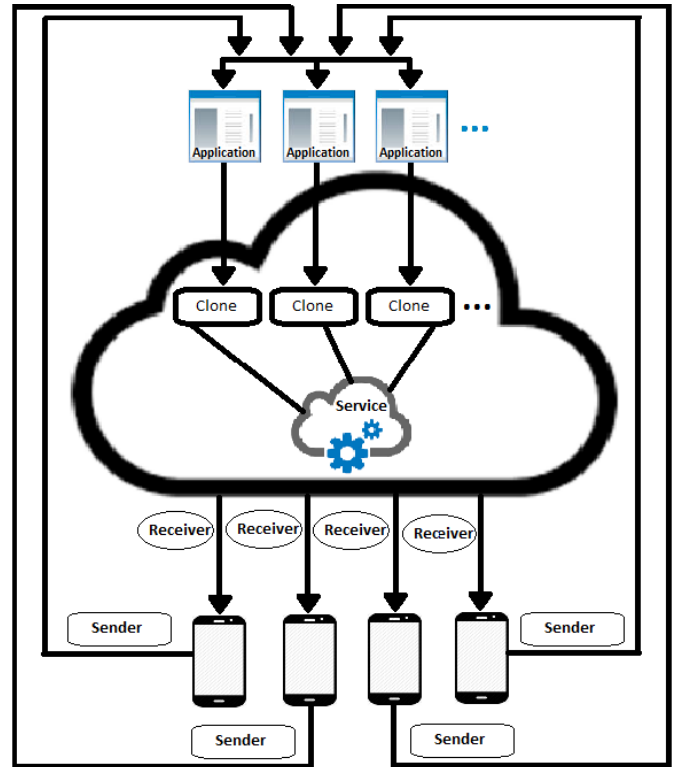 Application
Application
Application
...
Clone
Clone
Clone
...
Service
Receiver
Receiver
Receiver
Receiver
Sender
Sender
Sender
Sender